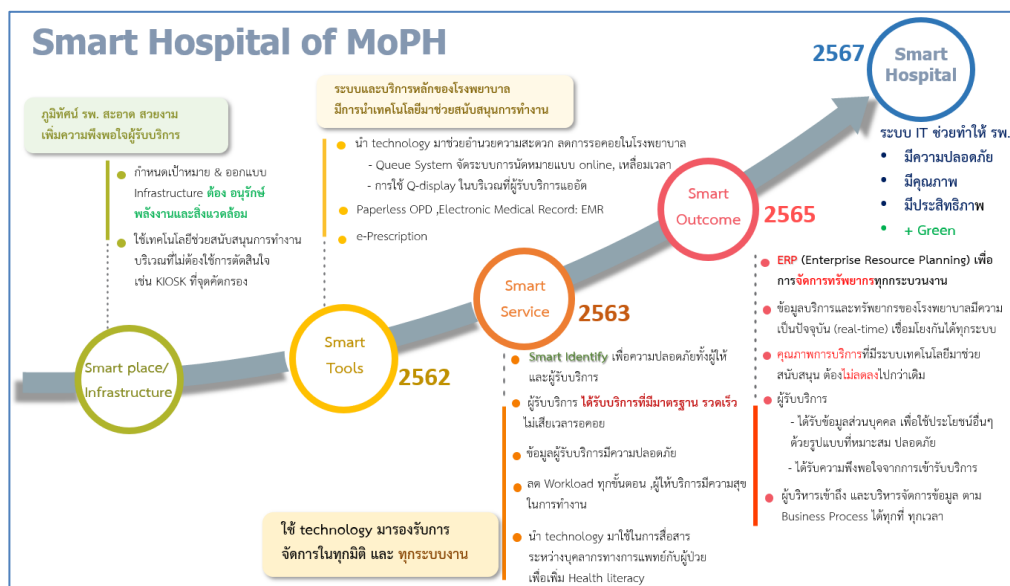 Smart Hospital of MoPH
ภูมิทัศน์ รพ. สะอาด สวยงาม
เพิ่มความพึงพอใจผู้รับบริการ
กำหนดเป้าหมาย & ออกแบบ
Infrastructure ต้อง อนุรักษ์
พลังงานและสิ่งแวดล้อม
ใช้เทคโนโลยีช่วยสนับสนุนการทำงาน
บริเวณที่ไม่ต้องใช้การตัดสินใจ
เช่น KIOSK ที่จุดคัดกรอง
Smart place/
Infrastructure
ระบบและบริการหลักของโรงพยาบาล
มีการนำเทคโนโลยีมาช่วยสนับสนุนการทำงาน
นำ technology มาช่วยอำนวยความสะดวก ลดการรอคอยในโรงพยาบาล
- Queue System จัดระบบการนัดหมายแบบ online, เหลื่อมเวลา
- การใช้ Q-display ในบริเวณที่ผู้รับบริการแออัด
Paperless OPD ,Electronic Medical Record: EMR
e-Prescription
Smart
Tools
2562
Smart
Service
2563
Smart Identify เพื่อความปลอดภัยทั้งผู้ให้
และผู้รับบริการ
ผู้รับบริการ ได้รับบริการที่มีมาตรฐาน รวดเร็ว
ไม่เสียเวลารอคอย
ข้อมูลผู้รับบริการมีความปลอดภัย
ลด Workload ทุกขั้นตอน ,ผู้ให้บริการมีความสุข
ในการทำงาน
นำ technology มาใช้ในการสื่อสาร
ระหว่างบุคลากรทางการแพทย์กับผู้ป่วย
เพื่อเพิ่ม Health literacy
ใช้ technology มารองรับการ
จัดการในทุกมิติ และ ทุกระบบงาน
Smart
Outcome
2565
ERP (Enterprise Resource Planning) เพื่อ
การจัดการทรัพยากรทุกกระบวนงาน
ข้อมูลบริการและทรัพยากรของโรงพยาบาลมีความ
เป็นปัจจุบัน (real-time) เชื่อมโยงกันได้ทุกระบบ
คุณภาพการบริการที่มีระบบเทคโนโลยีมาช่วย
สนับสนุน ต้องไม่ลดลงไปกว่าเดิม
ผู้รับบริการ
- ได้รับข้อมูลส่วนบุคคล เพื่อใช้ประโยชน์อื่นๆ
ด้วยรูปแบบที่เหมาะสม ปลอดภัย
- ได้รับความพึงพอใจจากการเข้ารับบริการ
ผู้บริหารเข้าถึง และบริหารจัดการข้อมูล ตาม
Business Process ได้ทุกที่ ทุกเวลา
2567
Smart
Hospital
ระบบ IT ช่วยทำให้ รพ.
มีความปลอดภัย
มีคุณภาพ
มีประสิทธิภาพ
+ Green